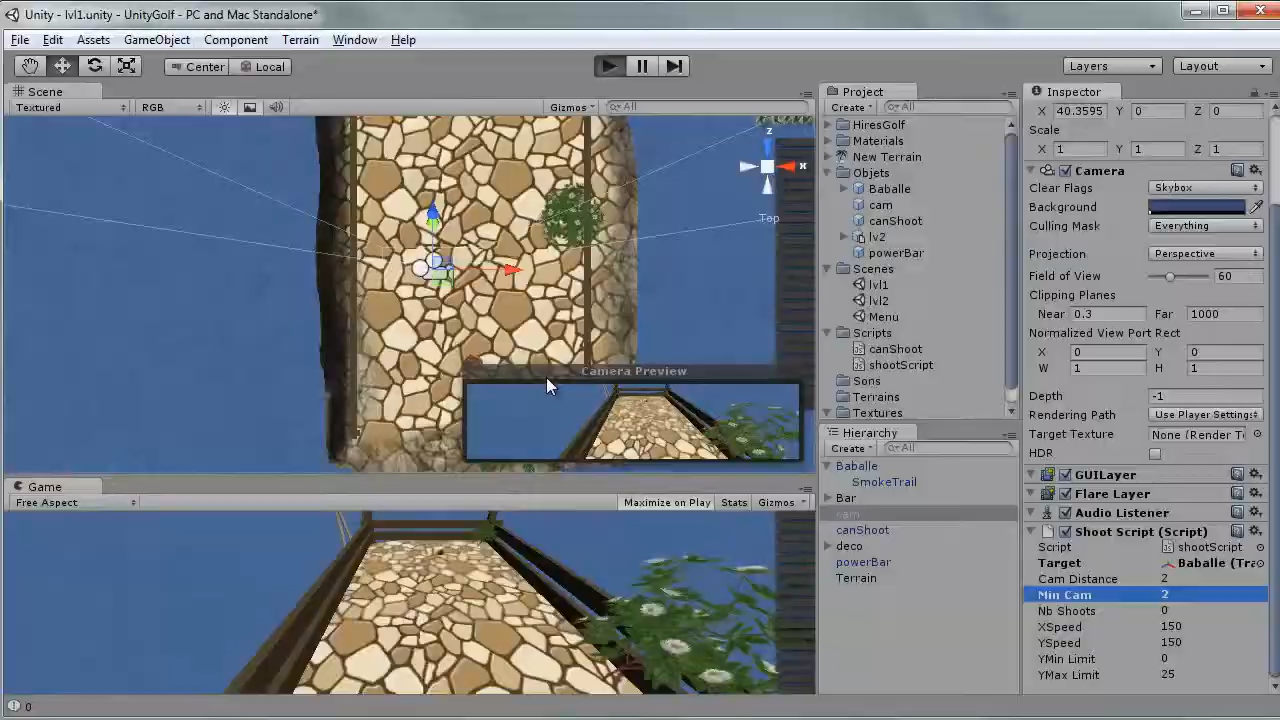 Unity - lvl1.unity - UnityGolf - PC and Mac Standalone*
File Edit Assets GameObject Component Terrain Window Help
Center Local Layers Layout
Scene
Textured RGB Gizmos All
z
x
Top
Camera Preview
Game
Free Aspect Maximize on Play Stats Gizmos
Project
Create All
HiresGolf
Materials
New Terrain
Objets
Baballe
cam
canShoot
lv2
powerBar
Scenes
lvl1
lvl2
Menu
Scripts
canShoot
shootScript
Sons
Terrains
Textures
Hierarchy
Create All
Baballe
SmokeTrail
Bar
cam
canShoot
deco
powerBar
Terrain
Inspector
X 40.3595 Y 0 Z 0
Scale
X 1 Y 1 Z 1
Camera
Clear Flags Skybox
Background
Culling Mask Everything
Projection Perspective
Field of View 60
Clipping Planes
Near 0.3 Far 1000
Normalized View Port Rect
X 0 Y 0
W 1 H 1
Depth -1
Rendering Path Use Player Settings
Target Texture None (Render T
HDR
GUILayer
Flare Layer
Audio Listener
Shoot Script (Script)
Script shootScript
Target Baballe (Tra
Cam Distance 2
Min Cam 2
Nb Shoots 0
XSpeed 150
YSpeed 150
YMin Limit 0
YMax Limit 25
0